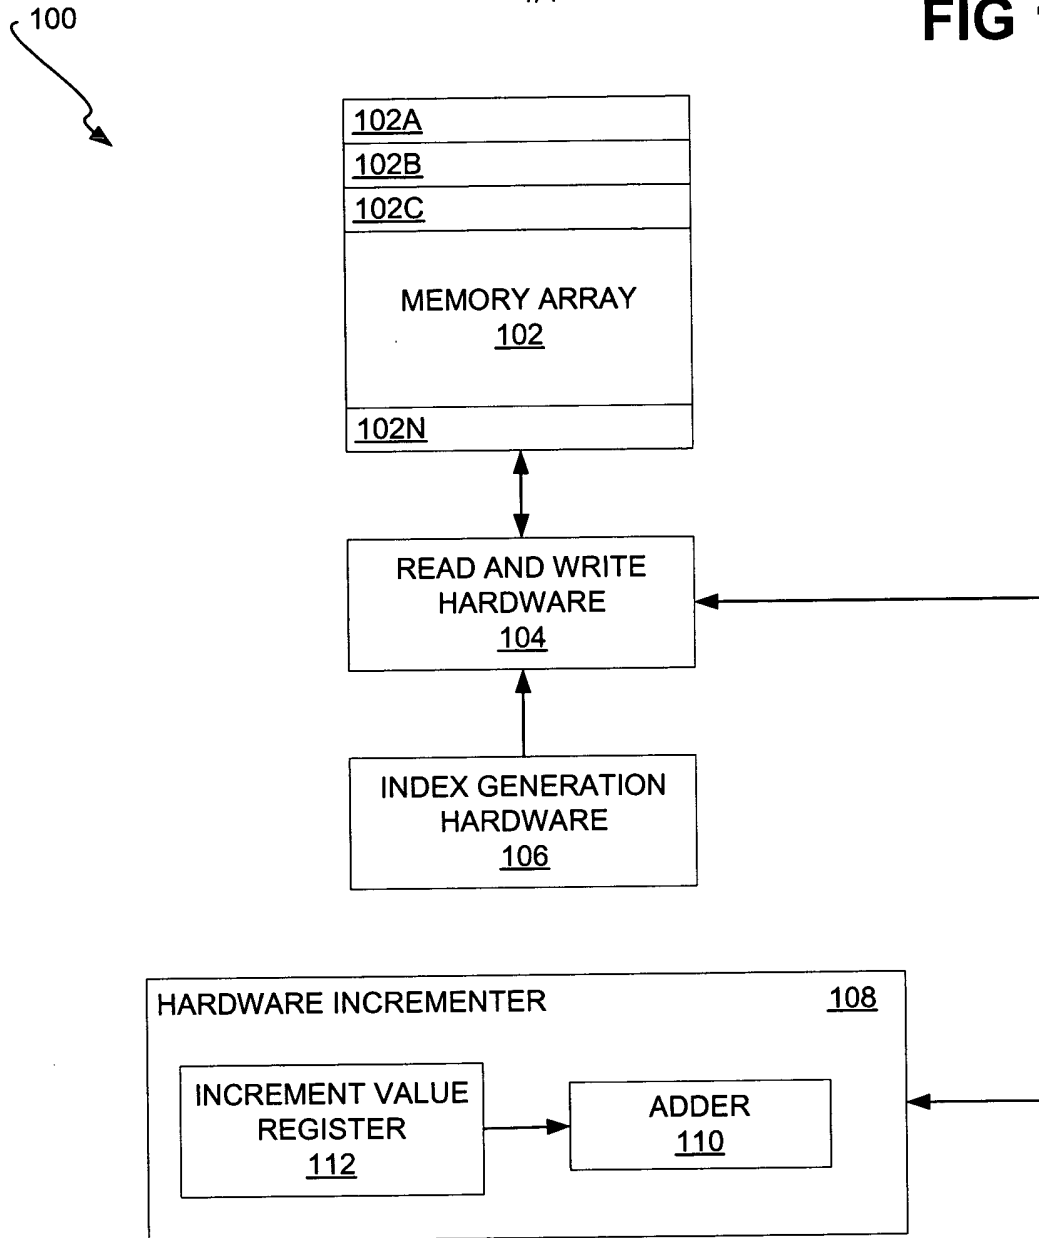 100
FIG
102A
102B
102C
MEMORY ARRAY
102
102N
READ AND WRITE
HARDWARE
104
INDEX GENERATION
HARDWARE
106
HARDWARE INCREMENTER
108
INCREMENT VALUE
REGISTER
112
ADDER
110